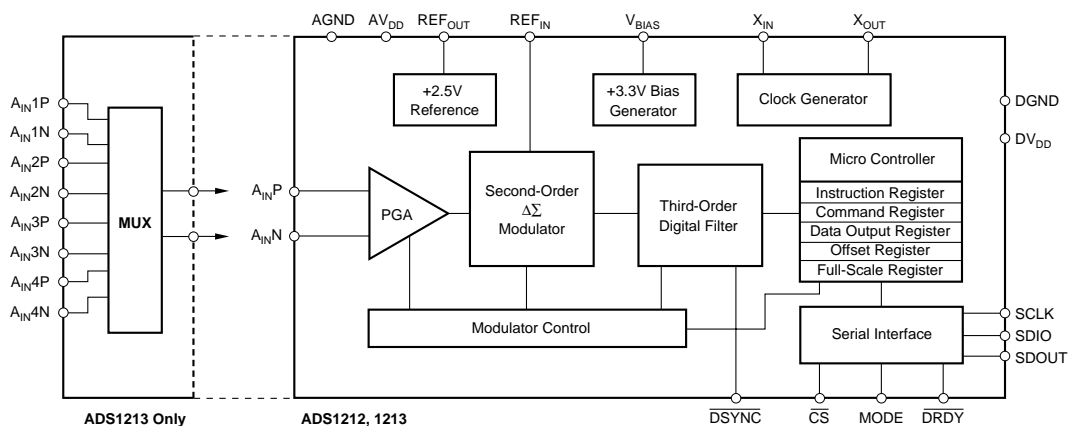 AGND AVDD REFOUT REFIN VBIAS XIN XOUT
+2.5V
Reference
+3.3V Bias
Generator
Clock Generator
DGND
DVDD
AIN1P
AIN1N
AIN2P
AIN2N
AIN3P
AIN3N
AIN4P
AIN4N
MUX
AINP
AINN
PGA
Second-Order
ΔΣ
Modulator
Third-Order
Digital Filter
Micro Controller
Instruction Register
Command Register
Data Output Register
Offset Register
Full-Scale Register
Modulator Control
Serial Interface
SCLK
SDIO
SDOUT
ADS1213 Only
ADS1212, 1213
DSYNC CS MODE DRDY